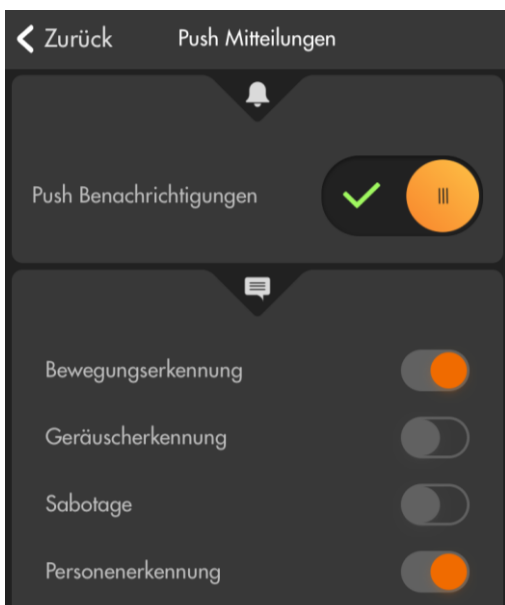 Zurück Push Mitteilungen
Push Benachrichtigungen
Bewegungserkennung
Geräuscherkennung
Sabotage
Personenerkennung